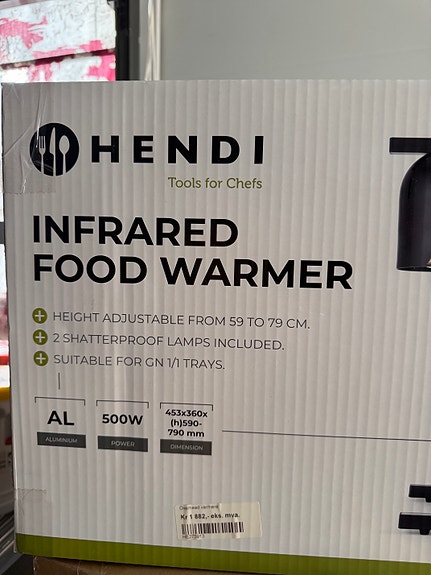 HENDI
Tools for Chefs
INFRARED
FOOD WARMER
HEIGHT ADJUSTABLE FROM 59 TO 79 CM.
2 SHATTERPROOF LAMPS INCLUDED.
SUITABLE FOR GN 1/1 TRAYS.
AL
ALUMINIUM
500W
POWER
453x360x
(h)590-
790 mm
DIMENSION
Kr 1 882,- eks. mva.